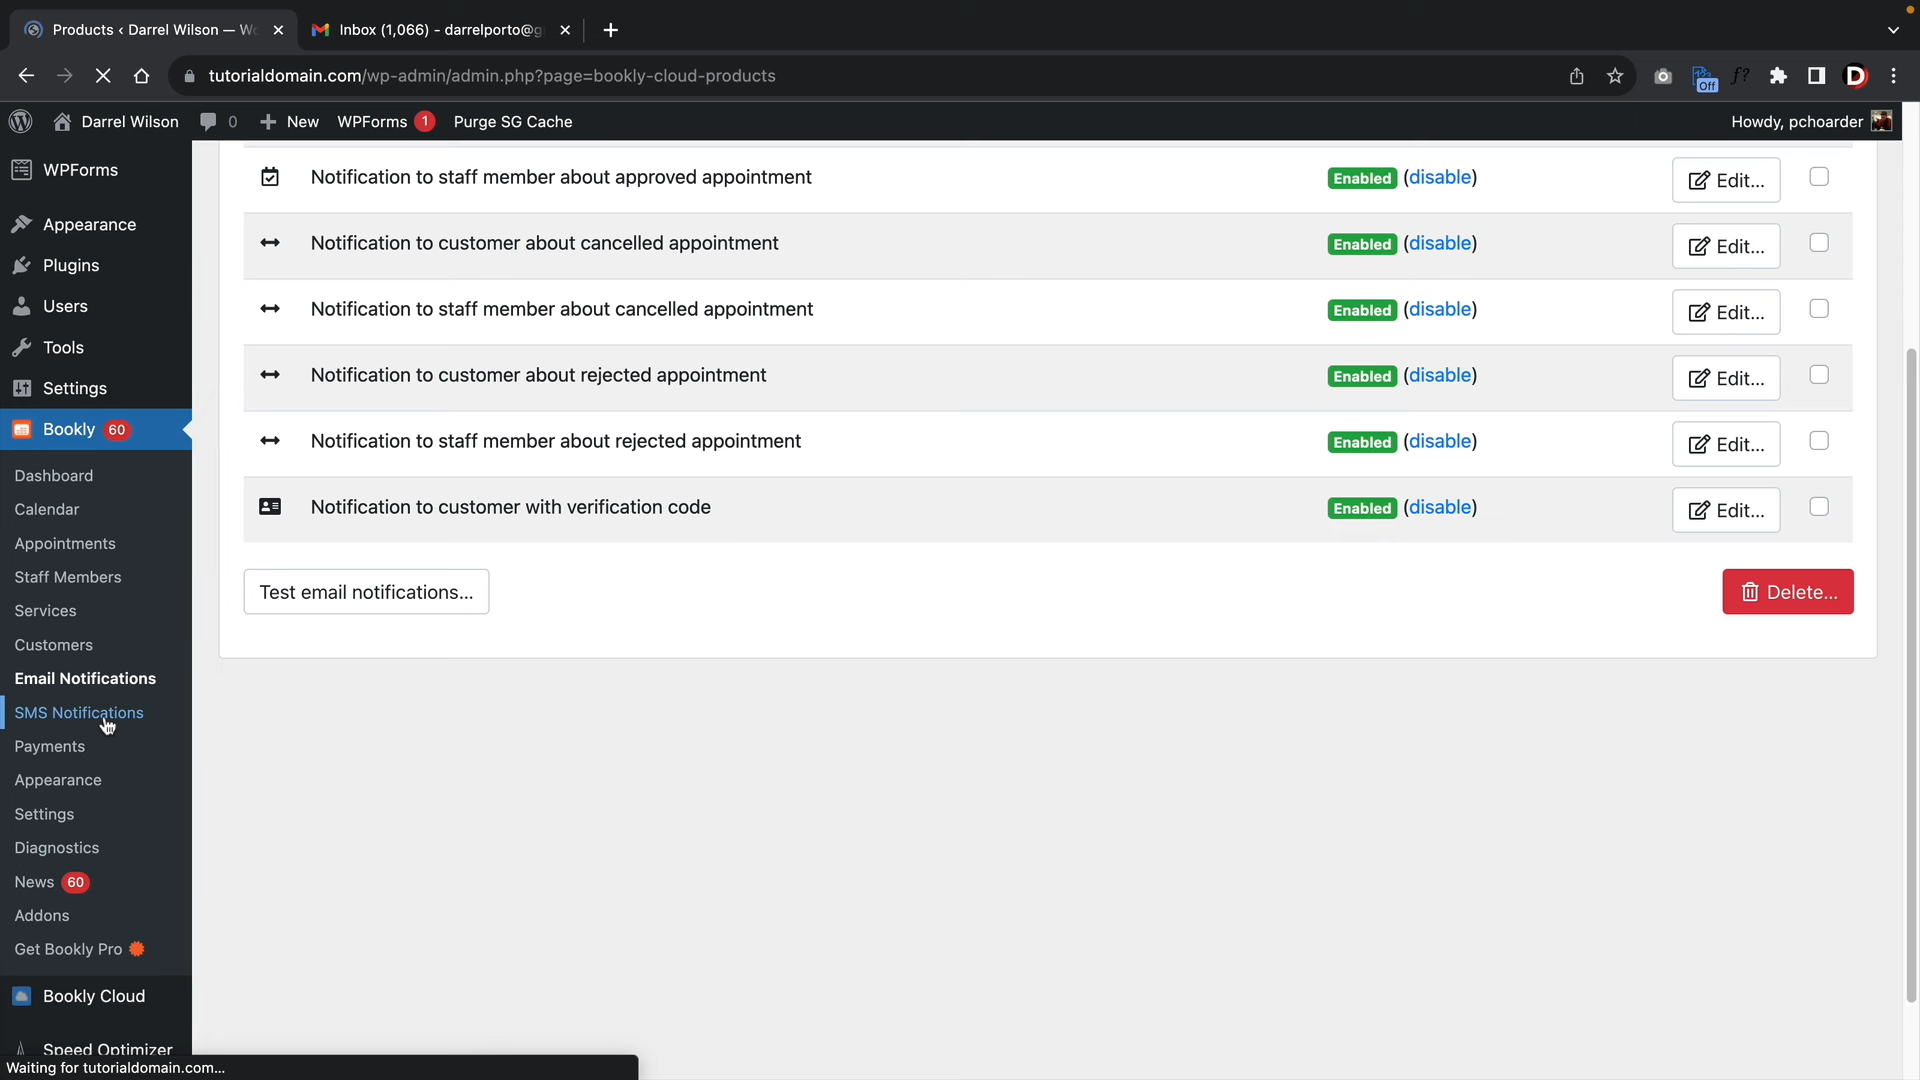 Products ‹ Darrel Wilson — Wo
Inbox (1,066) - darrelporto@g
tutorialdomain.com/wp-admin/admin.php?page=bookly-cloud-products
f?
Off
D
Darrel Wilson
0
New
WPForms 1
Purge SG Cache
Howdy, pchoarder
WPForms
Appearance
Plugins
Users
Tools
Settings
Bookly 60
Dashboard
Calendar
Appointments
Staff Members
Services
Customers
Email Notifications
SMS Notifications
Payments
Appearance
Settings
Diagnostics
News 60
Addons
Get Bookly Pro
Bookly Cloud
Speed Optimizer
Notification to staff member about approved appointment Enabled (disable) Edit...
Notification to customer about cancelled appointment Enabled (disable) Edit...
Notification to staff member about cancelled appointment Enabled (disable) Edit...
Notification to customer about rejected appointment Enabled (disable) Edit...
Notification to staff member about rejected appointment Enabled (disable) Edit...
Notification to customer with verification code Enabled (disable) Edit...
Test email notifications...
Delete...
Waiting for tutorialdomain.com...